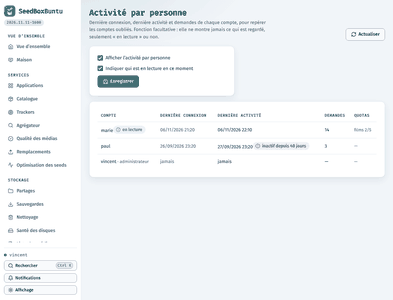 SeedBoxBuntu
VUE D'ENSEMBLE
Vue d'ensemble
Maison
SERVICES
Applications
Catalogue
Trackers
Agrégateur
Qualité des médias
Remplacements
Optimisation des seeds
STOCKAGE
Partages
Sauvegardes
Nettoyage
Santé des disques
vincent
Rechercher Ctrl K
Notifications
Affichage
Activité par personne
Dernière connexion, dernière activité et demandes de chaque compte, pour repérer
les comptes oubliés. Fonction facultative : elle ne montre jamais ce qui est regardé,
seulement « en lecture » ou non.
Actualiser
Afficher l'activité par personne
Indiquer qui est en lecture en ce moment
Enregistrer
COMPTE DERNIÈRE CONNEXION DERNIÈRE ACTIVITÉ DEMANDES QUOTAS
marie en lecture 06/11/2026 21:20 06/11/2026 22:10 14 films 2/5
paul 26/09/2026 23:20 27/09/2026 23:20 inactif depuis 40 jours 3 —
vincent · administrateur jamais jamais — —